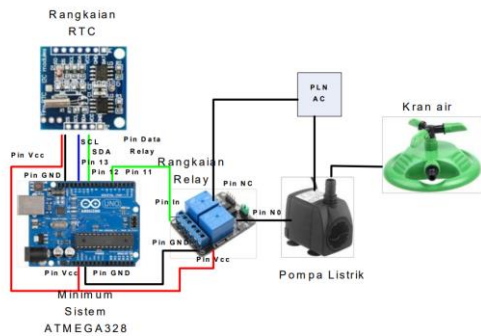 Rangkaian
RTC
PLN
AC
Kran air
SCL
SDA
Pin Data
Relay
Pin Vcc
Pin 13
Pin GND
Pin 12
Pin 11
Rangkaian
Relay
Pin NC
Pin In
Pin N0
UNO
Pin GND
Pin Vcc
Pin Vcc
Pin GND
Pompa Listrik
Minimum
Sistem
ATMEGA328